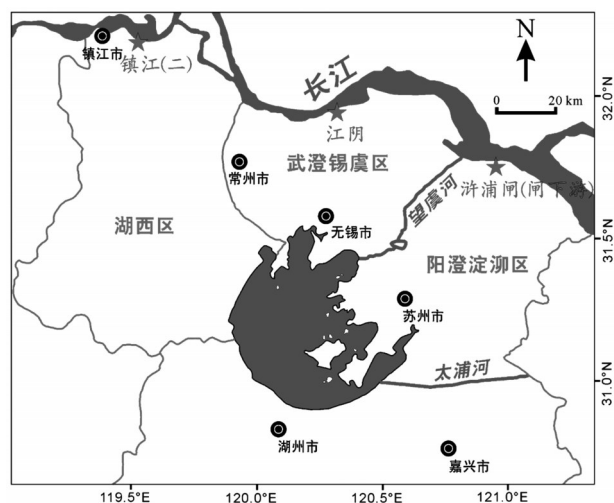 镇江市
镇江(二)
长江
N
0 20 km
江阴
武澄锡虞区
常州市
浒浦闸(闸下游)
望虞河
湖西区
无锡市
阳澄淀泖区
苏州市
太浦河
湖州市
嘉兴市
32.0°N
31.5°N
31.0°N
119.5°E
120.0°E
120.5°E
121.0°E